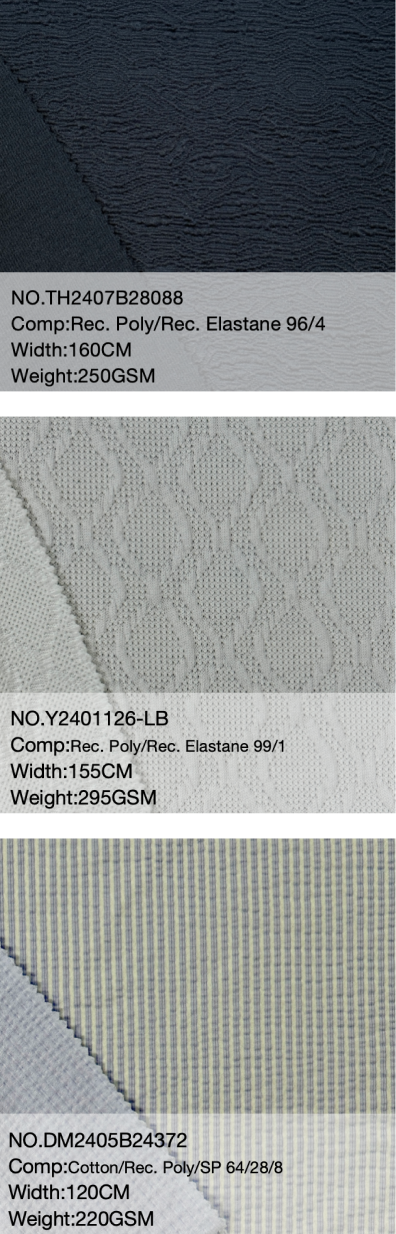 NO.TH2407B28088
Comp:Rec. Poly/Rec. Elastane 96/4
Width:160CM
Weight:250GSM
NO.Y2401126-LB
Comp:Rec. Poly/Rec. Elastane 99/1
Width:155CM
Weight:295GSM
NO.DM2405B24372
Comp:Cotton/Rec. Poly/SP 64/28/8
Width:120CM
Weight:220GSM